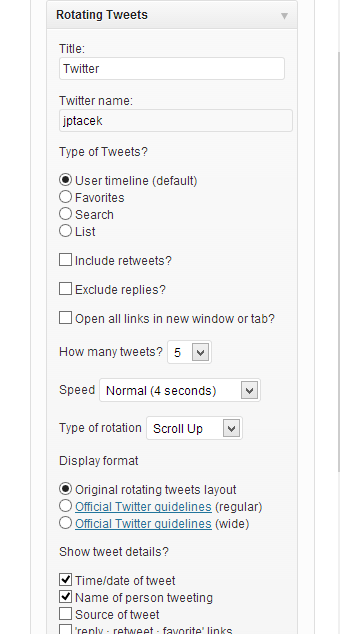 Rotating Tweets
Title:
Twitter
Twitter name:
jptacek
Type of Tweets?
User timeline (default)
Favorites
Search
List
Include retweets?
Exclude replies?
Open all links in new window or tab?
How many tweets? 5
Speed Normal (4 seconds)
Type of rotation Scroll Up
Display format
Original rotating tweets layout
Official Twitter guidelines (regular)
Official Twitter guidelines (wide)
Show tweet details?
Time/date of tweet
Name of person tweeting
Source of tweet
'reply · retweet · favorite' links